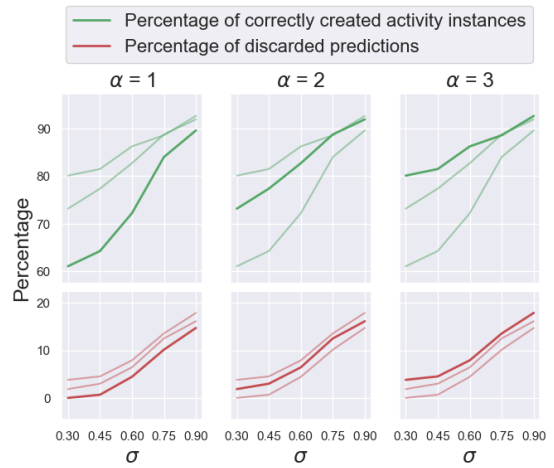 Percentage of correctly created activity instances
Percentage of discarded predictions
α = 1 α = 2 α = 3
Percentage
90
80
70
60
20
10
0
0.30 0.45 0.60 0.75 0.90 0.30 0.45 0.60 0.75 0.90 0.30 0.45 0.60 0.75 0.90
σ σ σ